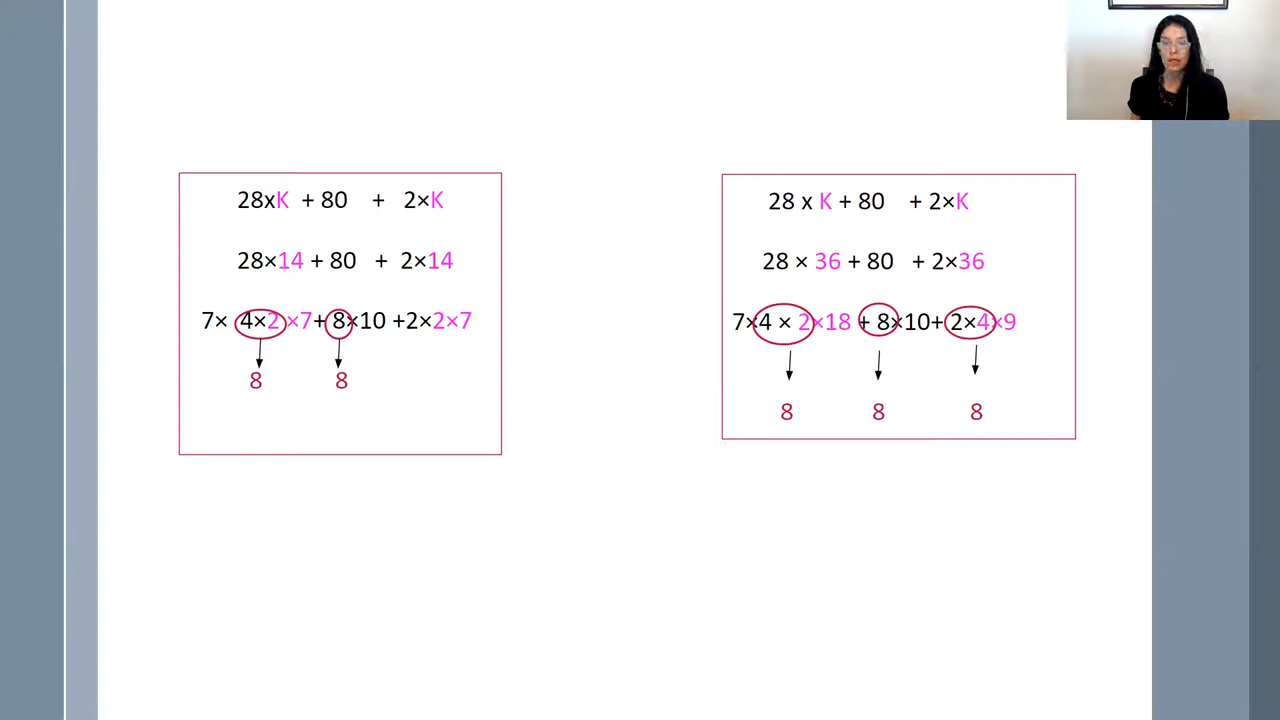 28xK + 80 + 2×K
28×14 + 80 + 2×14
7× 4×2 ×7+ 8×10 +2×2×7
8 8
28 x K + 80 + 2×K
28 × 36 + 80 + 2×36
7×4 × 2×18 + 8×10+ 2×4×9
8 8 8